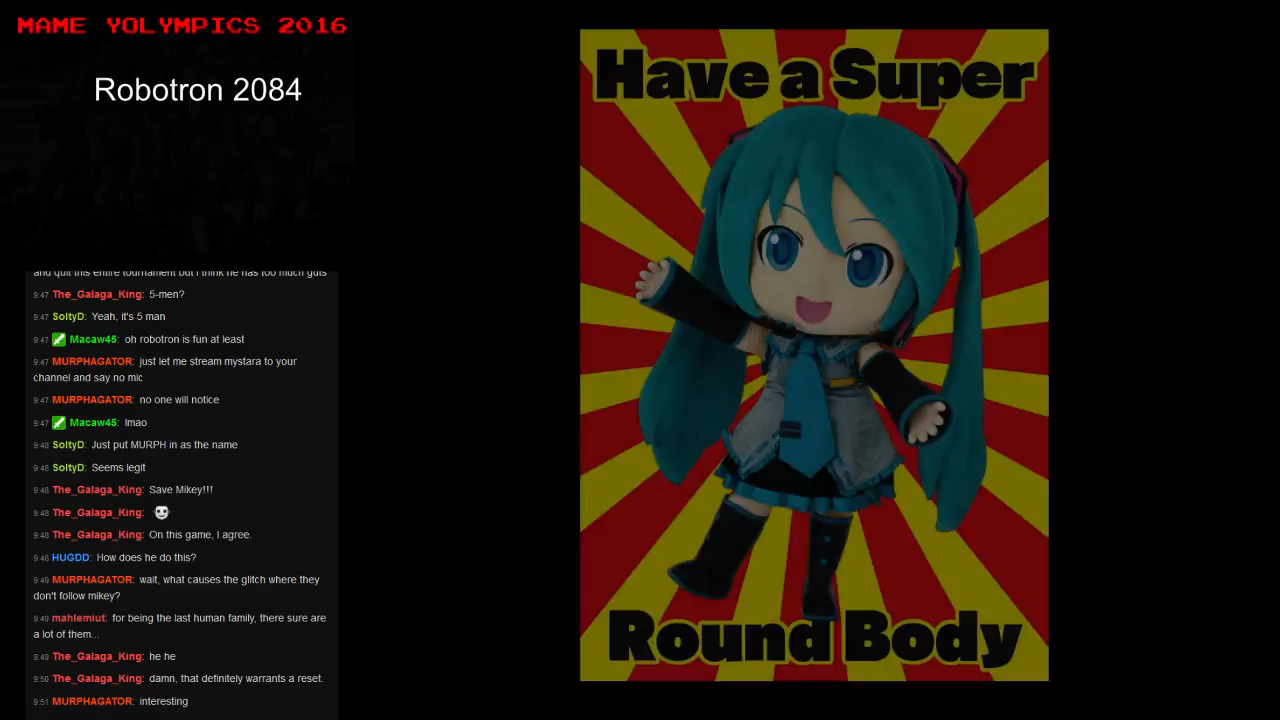 MAME YOLYMPICS 2016
Robotron 2084
and quit this entire tournament but i think he has too much guts
9:47 The_Galaga_King: 5-men?
9:47 SoltyD: Yeah, it's 5 man
9:47 Macaw45: oh robotron is fun at least
9:47 MURPHAGATOR: just let me stream mystara to your
channel and say no mic
9:47 MURPHAGATOR: no one will notice
9:47 Macaw45: lmao
9:48 SoltyD: Just put MURPH in as the name
9:48 SoltyD: Seems legit
9:48 The_Galaga_King: Save Mikey!!!
9:48 The_Galaga_King:
9:48 The_Galaga_King: On this game, I agree.
9:48 HUGDD: How does he do this?
9:49 MURPHAGATOR: wait, what causes the glitch where they
don't follow mikey?
9:49 mahlemiut: for being the last human family, there sure are
a lot of them...
9:49 The_Galaga_King: he he
9:50 The_Galaga_King: damn, that definitely warrants a reset.
9:51 MURPHAGATOR: interesting
Have a Super
Round Body